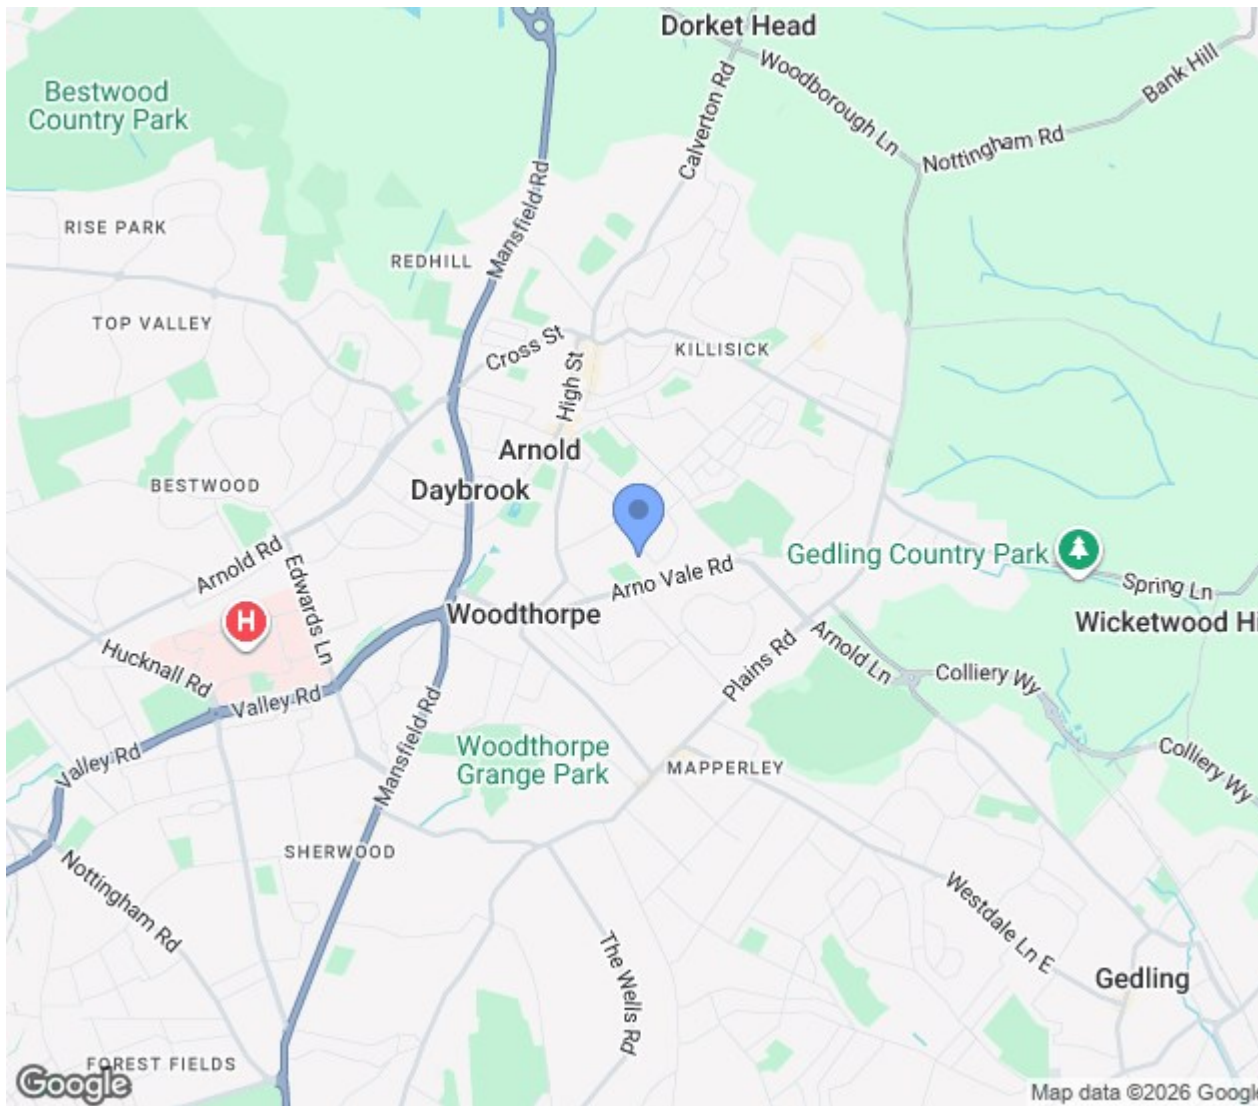 Dorket Head
Woodborough Ln
Bank Hill
Calverton Rd
Nottingham Rd
Bestwood
Country Park
Mansfield Rd
RISE PARK
REDHILL
TOP VALLEY
Cross St
KILLISICK
High St
Arnold
Daybrook
BESTWOOD
Arnold Rd
Edwards Ln
Gedling Country Park
Arno Vale Rd
Spring Ln
H
Woodthorpe
Wicketwood Hi
Hucknall Rd
Plains Rd
Arnold Ln
Colliery Wy
Valley Rd
Mansfield Rd
Valley Rd
Woodthorpe
Grange Park
MAPPERLEY
Colliery Wy
SHERWOOD
Nottingham Rd
Westdale Ln E
The Wells Rd
Gedling
FOREST FIELDS
Google
Map data ©2026 Google